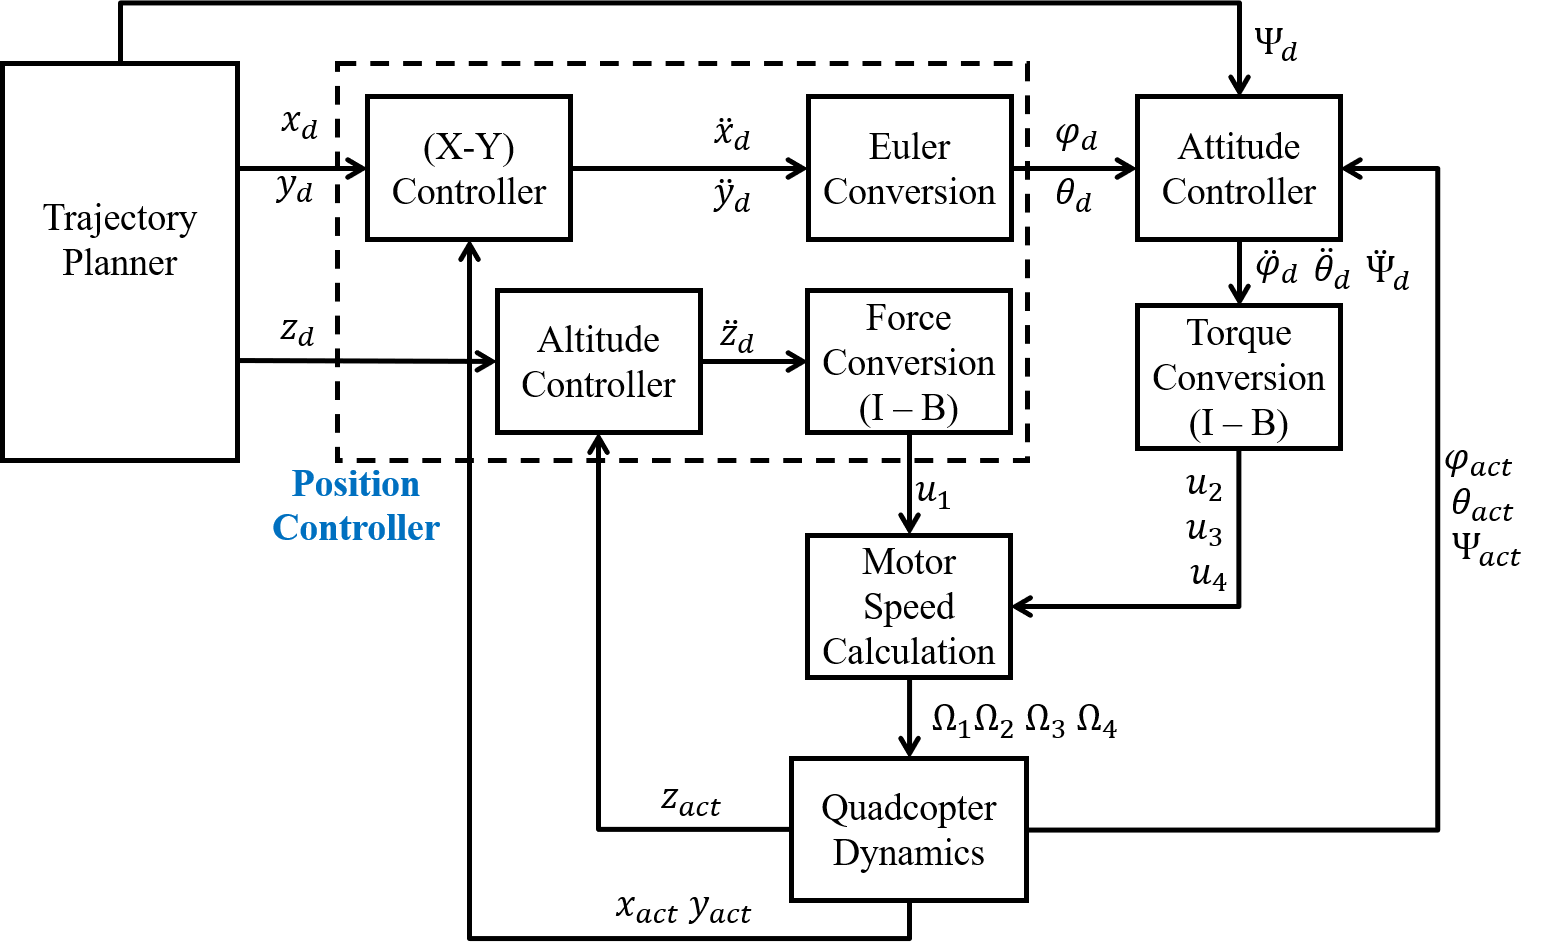 Ψ_d
Trajectory
Planner
x_d
y_d
(X-Y)
Controller
ẍ_d
ÿ_d
Euler
Conversion
φ_d
θ_d
Attitude
Controller
φ̈_d θ̈_d Ψ̈_d
z_d
Altitude
Controller
z̈_d
Force
Conversion
(I – B)
Torque
Conversion
(I – B)
Position
Controller
u_1
u_2
u_3
u_4
φ_act
θ_act
Ψ_act
Motor
Speed
Calculation
Ω_1 Ω_2 Ω_3 Ω_4
z_act
Quadcopter
Dynamics
x_act y_act